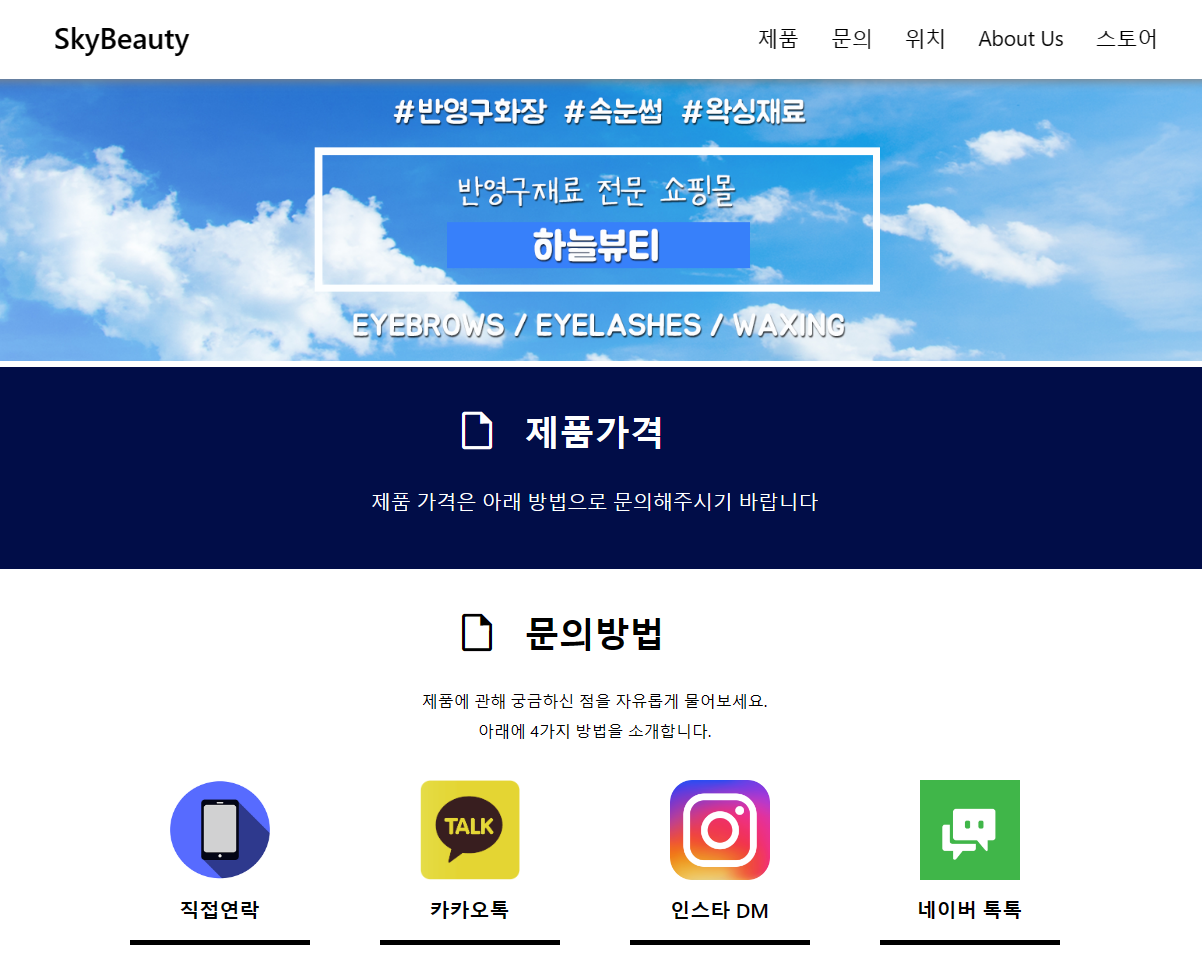 SkyBeauty
제품 문의 위치 About Us 스토어
#반영구화장 #속눈썹 #왁싱재료
반영구재료 전문 쇼핑몰
하늘뷰티
EYEBROWS / EYELASHES / WAXING
제품가격
제품 가격은 아래 방법으로 문의해주시기 바랍니다
문의방법
제품에 관해 궁금하신 점을 자유롭게 물어보세요.
아래에 4가지 방법을 소개합니다.
TALK
직접연락 카카오톡 인스타 DM 네이버 톡톡